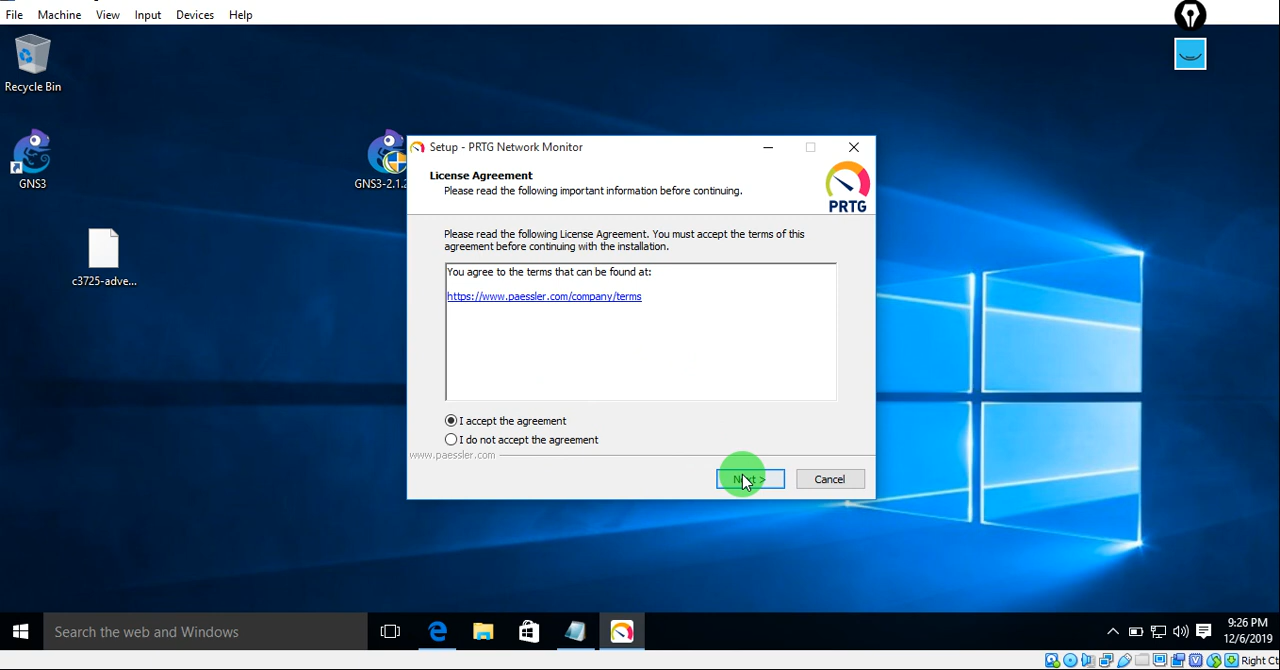 File Machine View Input Devices Help
Recycle Bin
GNS3
GNS3-2.1.2
c3725-adve...
Setup - PRTG Network Monitor
License Agreement
Please read the following important information before continuing.
PRTG
Please read the following License Agreement. You must accept the terms of this
agreement before continuing with the installation.
You agree to the terms that can be found at:
https://www.paessler.com/company/terms
I accept the agreement
I do not accept the agreement
www.paessler.com
Cancel
Search the web and Windows
9:26 PM
12/6/2019
Right Ct